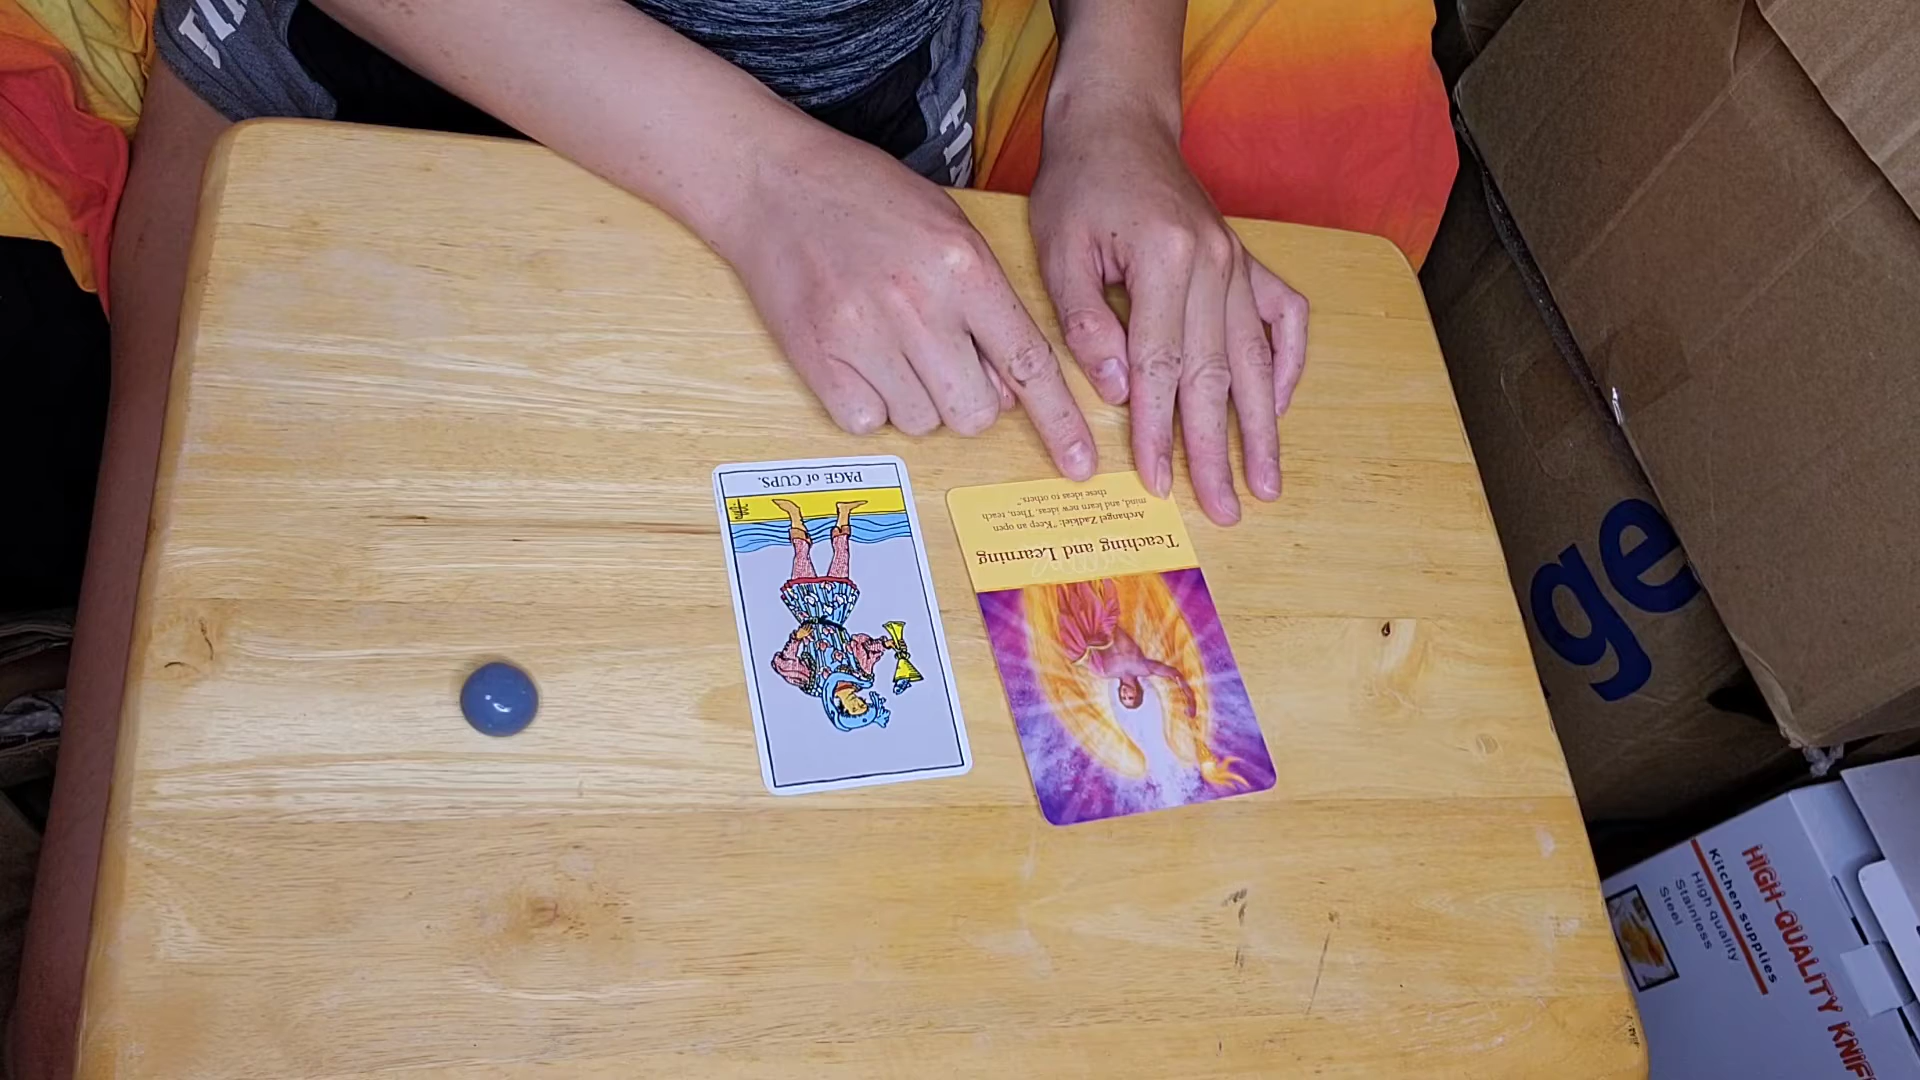 PAGE of CUPS.
Teaching and Learning
Archangel Zadkiel: "Keep an open
mind, and learn new ideas. Then, teach
these ideas to others."
ge
HIGH-QUALITY KNIF
Kitchen supplies
High quality
Stainless
Steel